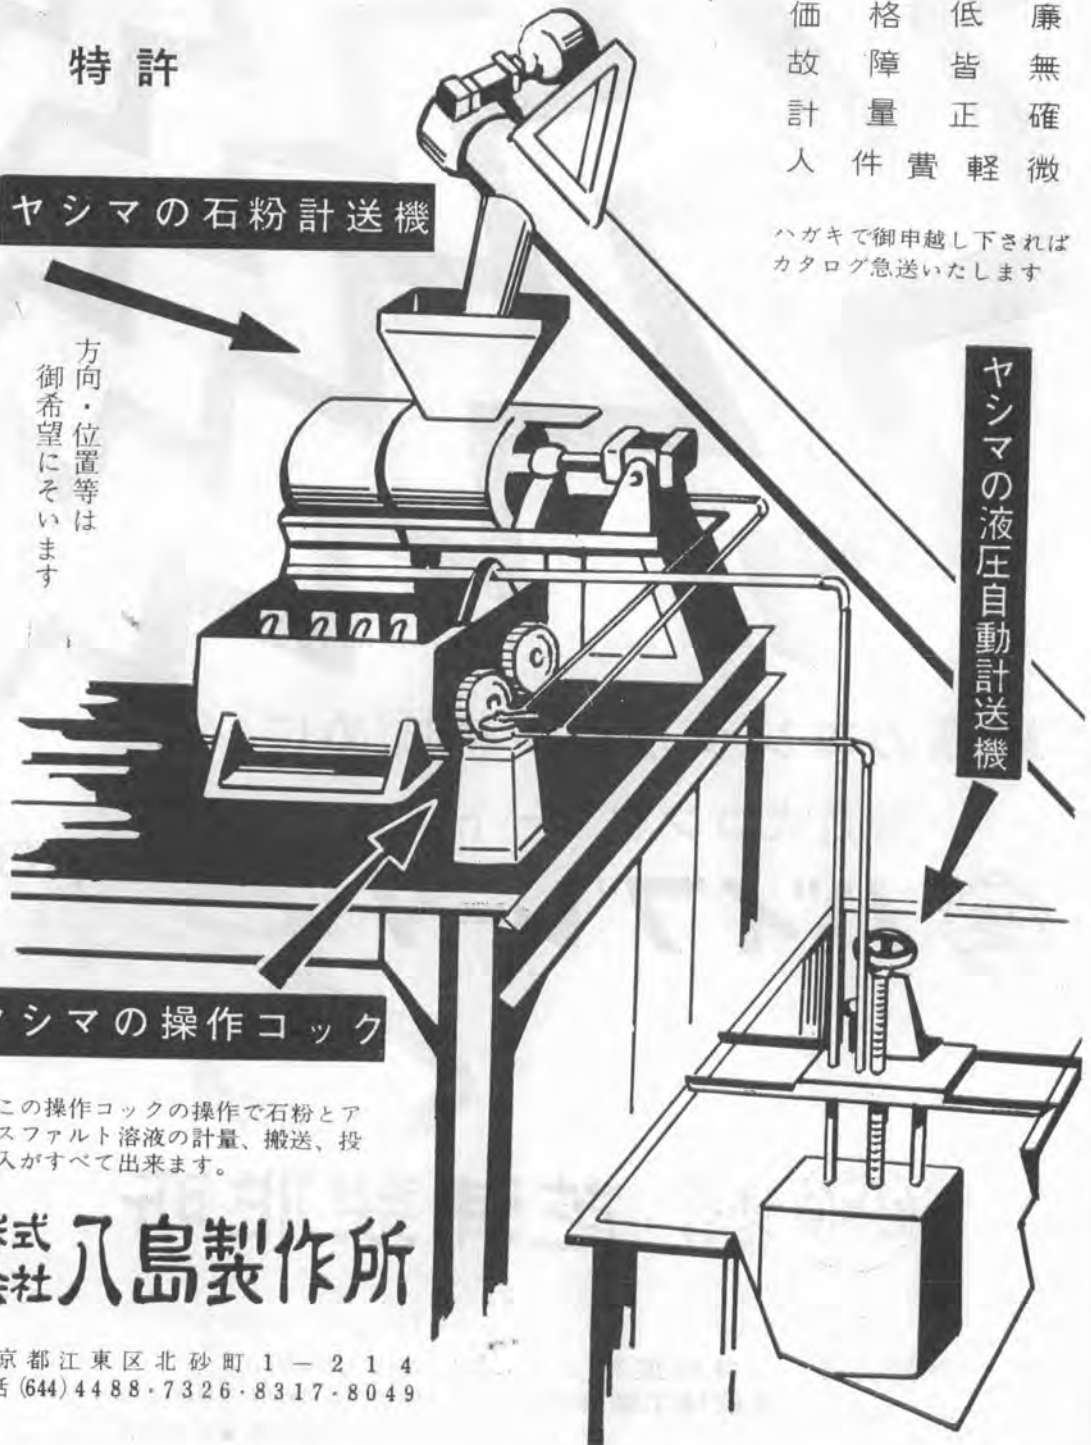 特許
価格低廉
故障皆無
計量正確
人件費軽微
ハガキで御申越し下されば
カタログ急送いたします
ヤシマの石粉計送機
方向・位置等は
御希望にそいます
ヤシマの液圧自動計送機
ヤシマの操作コック
この操作コックの操作で石粉とア
スファルト溶液の計量、搬送、投
入がすべて出来ます。
株式会社八島製作所
京都江東区北砂町1-214
話(644)4488・7326・8317・8049